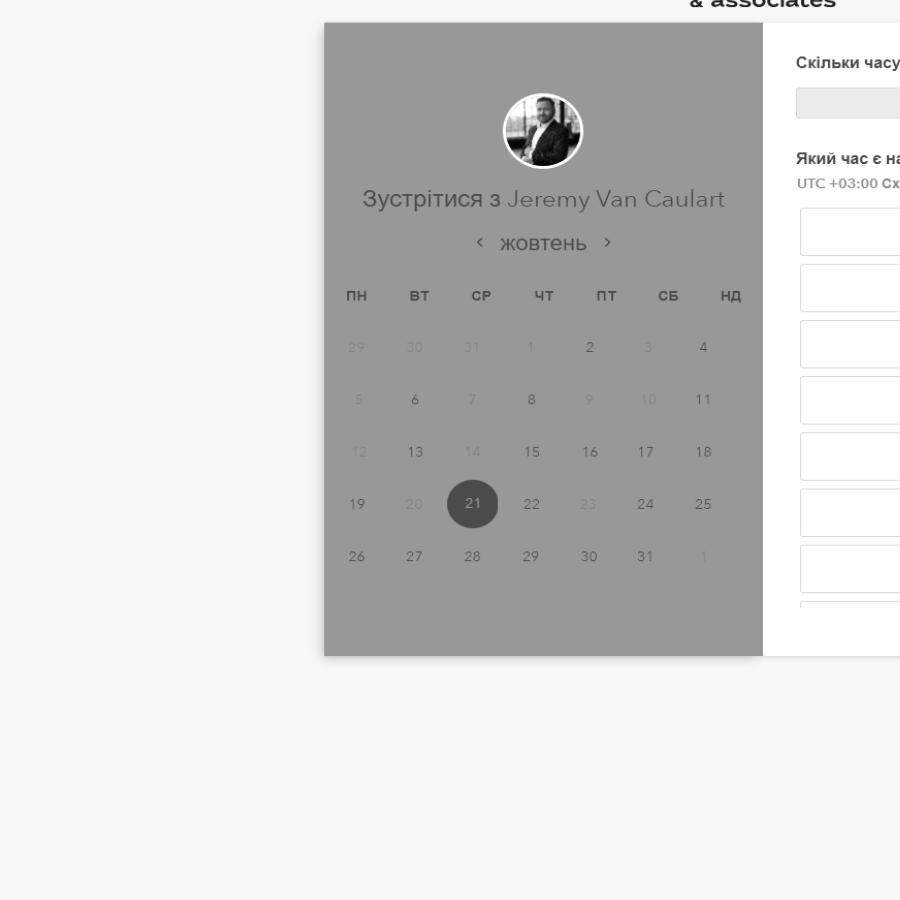 & associates
Скільки часу
Зустрітися з Jeremy Van Caulart
< жовтень >
ПН ВТ СР ЧТ ПТ СБ НД
29 30 31 1 2 3 4
5 6 7 8 9 10 11
12 13 14 15 16 17 18
19 20 21 22 23 24 25
26 27 28 29 30 31 1
Який час є на
UTC +03:00 Сх